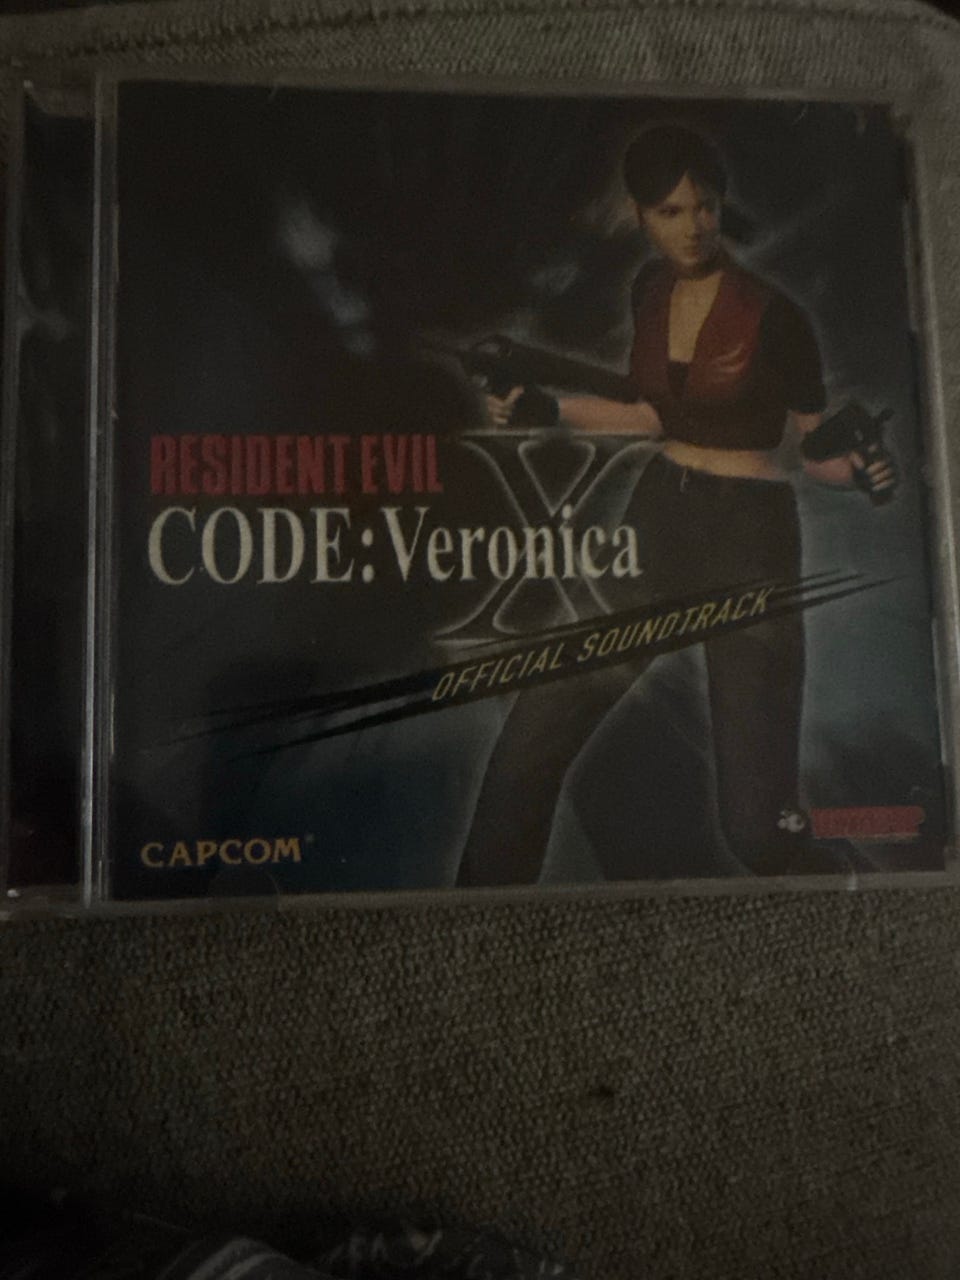 RESIDENT EVIL
X
CODE:Veronica
OFFICIAL SOUNDTRACK
CAPCOM®